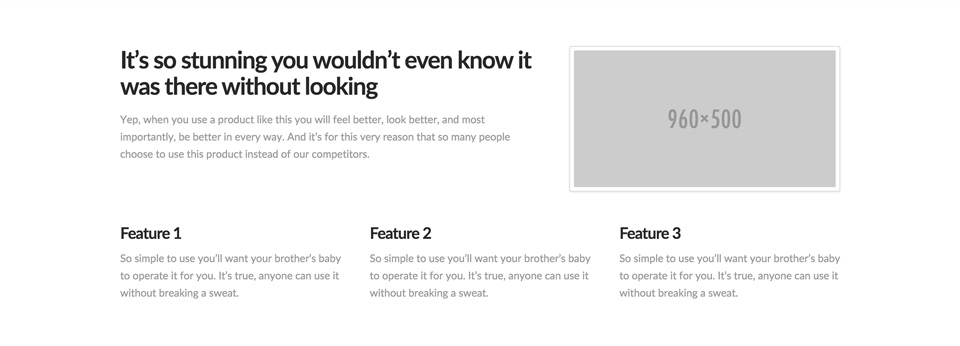 It’s so stunning you wouldn’t even know it
was there without looking
Yep, when you use a product like this you will feel better, look better, and most
importantly, be better in every way. And it’s for this very reason that so many people
choose to use this product instead of our competitors.
960×500
Feature 1
So simple to use you’ll want your brother’s baby
to operate it for you. It’s true, anyone can use it
without breaking a sweat.
Feature 2
So simple to use you’ll want your brother’s baby
to operate it for you. It’s true, anyone can use it
without breaking a sweat.
Feature 3
So simple to use you’ll want your brother’s baby
to operate it for you. It’s true, anyone can use it
without breaking a sweat.